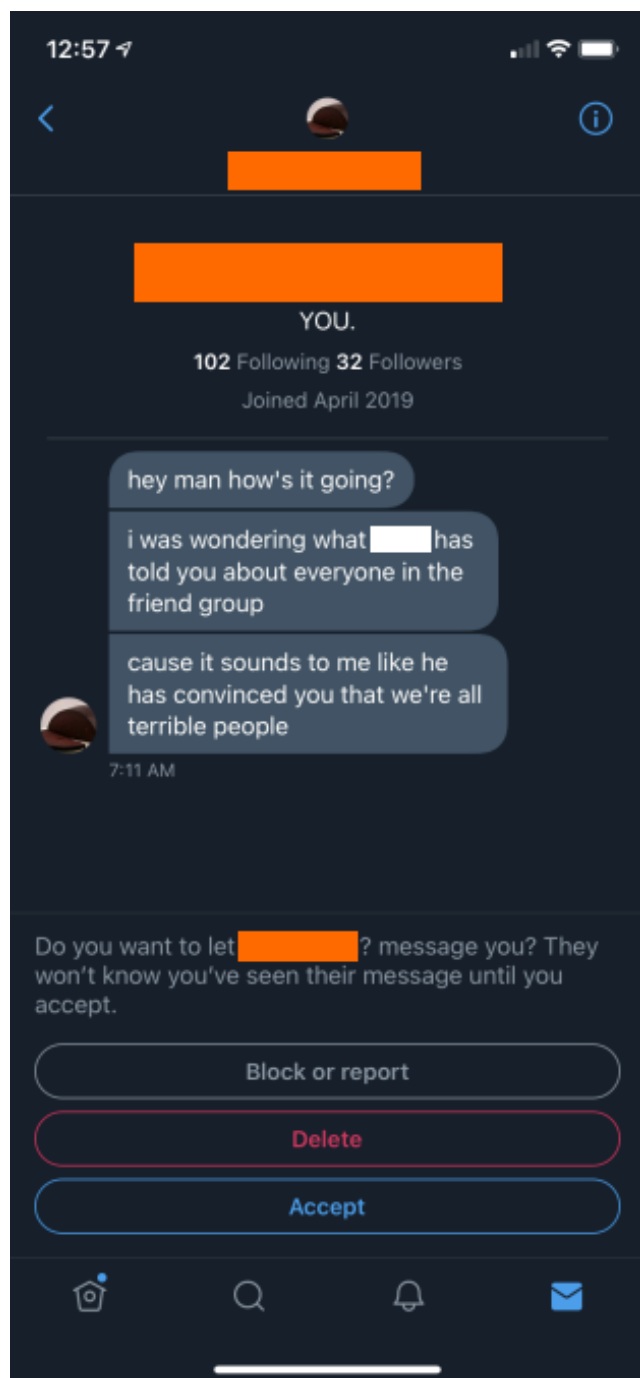 12:57
YOU.
102 Following 32 Followers
Joined April 2019
hey man how's it going?
i was wondering what has
told you about everyone in the
friend group
cause it sounds to me like he
has convinced you that we're all
terrible people
7:11 AM
Do you want to let ? message you? They
won't know you've seen their message until you
accept.
Block or report
Delete
Accept